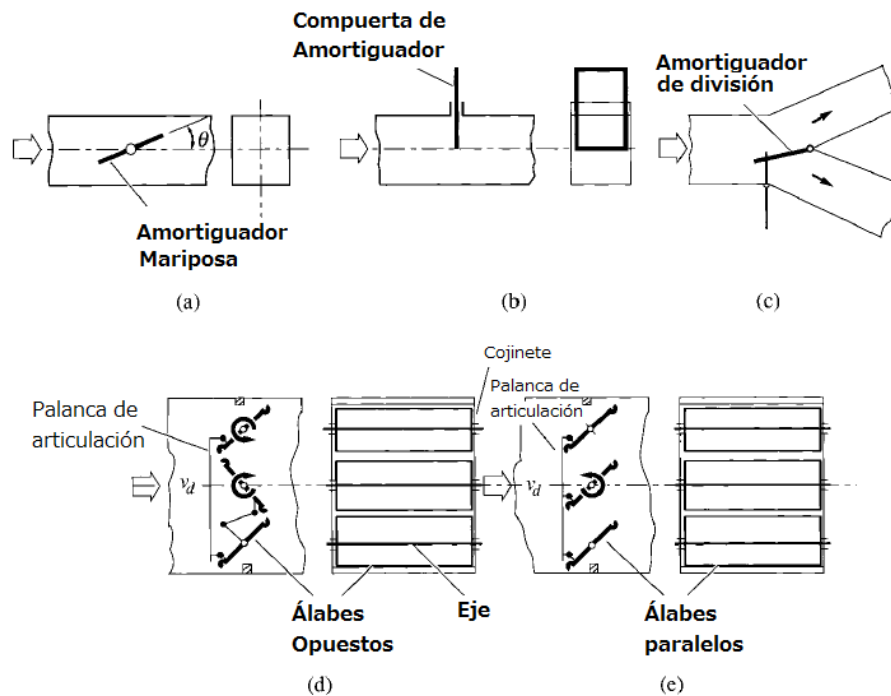 Compuerta de
Amortiguador
Amortiguador
de división
θ
Amortiguador
Mariposa
(a)
(b)
(c)
Cojinete
Palanca de
articulación
Palanca de
articulación
v_d
v_d
Álabes
Opuestos
Eje
Álabes
paralelos
(d)
(e)